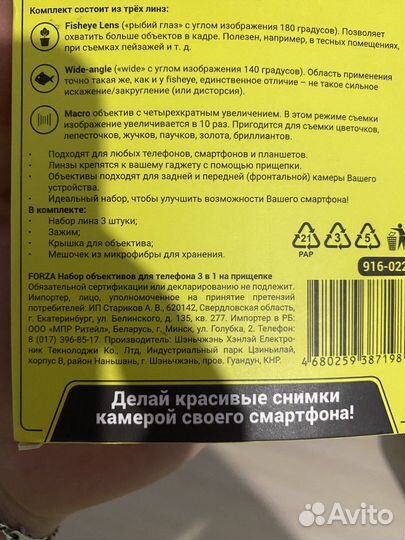 Комплект состоит из трёх линз:
Fisheye Lens («рыбий глаз» с углом изображения 180 градусов). Позволяет
охватить больше объектов в кадре. Полезен, например, в тесных помещениях,
при съемках пейзажей и т. д.
Wide-angle («wide» с углом изображения 140 градусов). Область применения
точно такая же, как и у fisheye, единственное отличие – не такое сильное
искажение/закругление (или дисторсия).
Macro объектив с четырехкратным увеличением. В этом режиме съемки
изображение увеличивается в 10 раз. Пригодится для съемки цветочков,
лепесточков, жучков, паучков, золота, бриллиантов.
• Подходят для любых телефонов, смартфонов и планшетов.
• Линзы крепятся к вашему гаджету с помощью прищепки.
• Объективы подходят для задней и передней (фронтальной) камеры Вашего
устройства.
• Идеальный набор, чтобы улучшить возможности Вашего смартфона!
В комплекте:
• Набор линз 3 штуки;
• Зажим;
• Крышка для объектива;
• Мешочек из микрофибры для хранения.
21
PAP
3
5
916-022
FORZA Набор объективов для телефона 3 в 1 на прищепке
Обязательной сертификации или декларированию не подлежит.
Импортер, лицо, уполномоченное на принятие претензий
потребителей: ИП Стариков А. В., 620142, Свердловская область,
г. Екатеринбург, ул. Белинского, д. 135, кв. 277. Импортер в РБ:
ООО «МПР Ритейл», Беларусь, г. Минск, ул. Голубка, 2. Телефон:
8 (017) 396-85-17. Производитель: Шэньчжэнь Хэнлэй Електро-
ник Текнолоджи Ко., Лтд, Индустриальный парк Цзиньилай,
корпус B, район Наньшань, г. Шэньчжэнь, пров. Гуандун, КНР.
4 680259 387198
Делай красивые снимки
камерой своего смартфона!
Avito